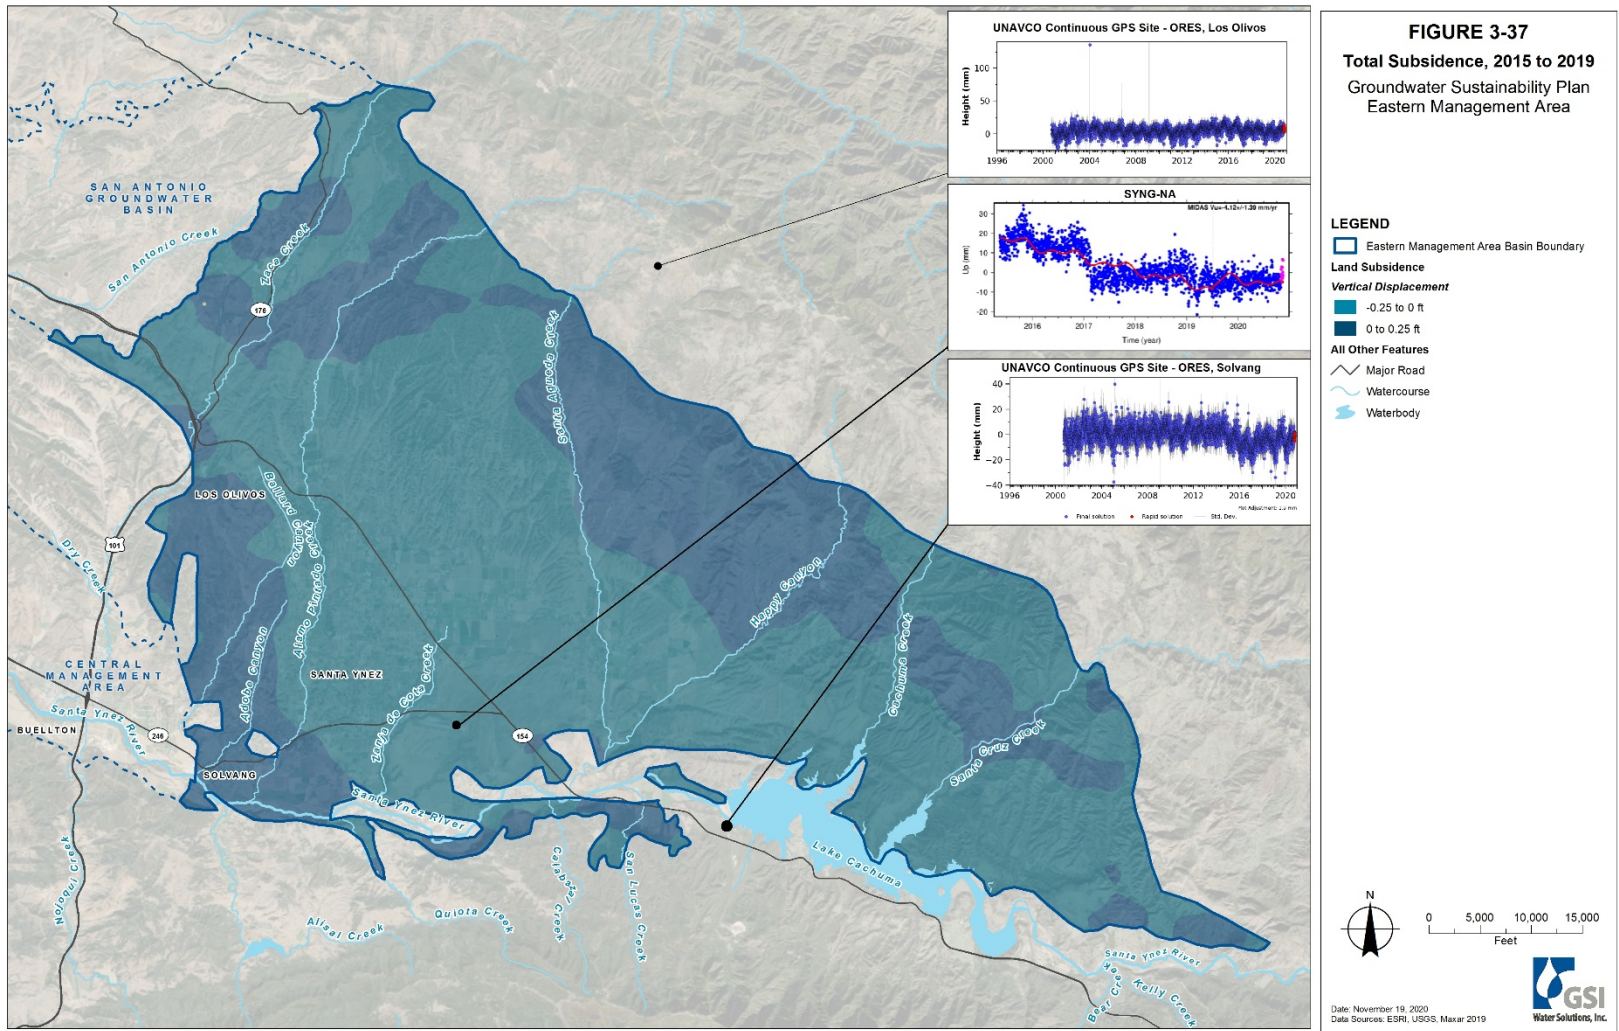 UNAVCO Continuous GPS Site - ORES, Los Olivos
Height (mm)
100
50
0
1996 2000 2004 2008 2012 2016 2020
SYNG-NA
MIDAS Vu=-4.12+/-1.30 mm/yr
Up (mm)
30
20
10
0
-10
-20
2016 2017 2018 2019 2020
Time (year)
UNAVCO Continuous GPS Site - ORES, Solvang
Height (mm)
40
20
0
−20
−40
1996 2000 2004 2008 2012 2016 2020
Final solution Rapid solution Std. Dev.
SAN ANTONIO
GROUNDWATER
BASIN
San Antonio Creek
Zaca Creek
176
Santa Agueda Creek
LOS OLIVOS
Ballard Canyon
Alamo Pintado Creek
101
Dry Creek
Happy Canyon
Cachuma Creek
CENTRAL
MANAGEMENT
AREA
Adobe Canyon
SANTA YNEZ
Zanja de Cota Creek
Santa Ynez River
BUELLTON
246
154
SOLVANG
Santa Cruz Creek
Santa Ynez River
Lake Cachuma
Nojoqui Creek
Alisal Creek
Quiota Creek
Calabazal Creek
San Lucas Creek
Santa Ynez River
Bear Creek
Kelly Creek
FIGURE 3-37
Total Subsidence, 2015 to 2019
Groundwater Sustainability Plan
Eastern Management Area
LEGEND
Eastern Management Area Basin Boundary
Land Subsidence
Vertical Displacement
-0.25 to 0 ft
0 to 0.25 ft
All Other Features
Major Road
Watercourse
Waterbody
N
0 5,000 10,000 15,000
Feet
Date: November 19, 2020
Data Sources: ESRI, USGS, Maxar 2019
GSI
Water Solutions, Inc.